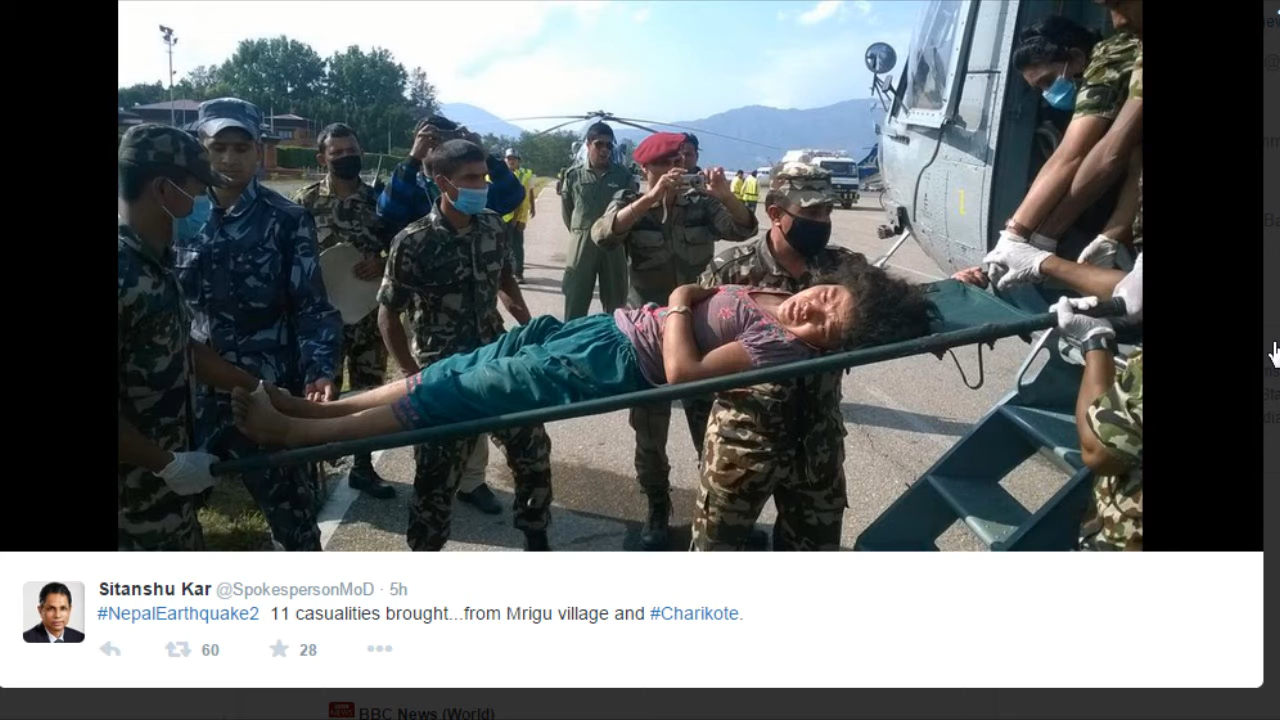 Sitanshu Kar @SpokespersonMoD · 5h
#NepalEarthquake2 11 casualities brought...from Mrigu village and #Charikote.
60 28
BBC News (World)